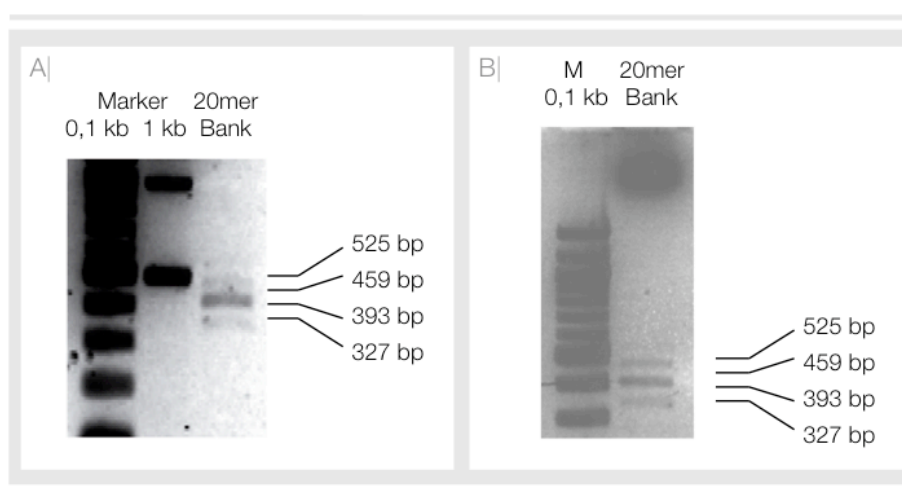 A|
Marker 20mer
0,1 kb 1 kb Bank
525 bp
459 bp
393 bp
327 bp
B|
M 20mer
0,1 kb Bank
525 bp
459 bp
393 bp
327 bp